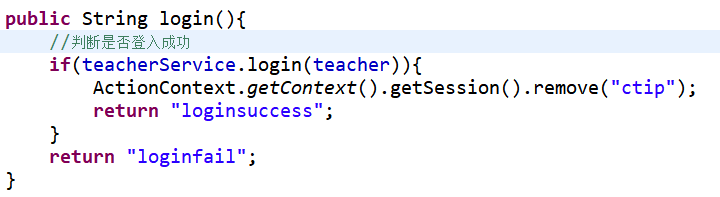 public String login(){
//判断是否登入成功
if(teacherService.login(teacher)){
ActionContext.getContext().getSession().remove("ctip");
return "loginsuccess";
}
return "loginfail";
}